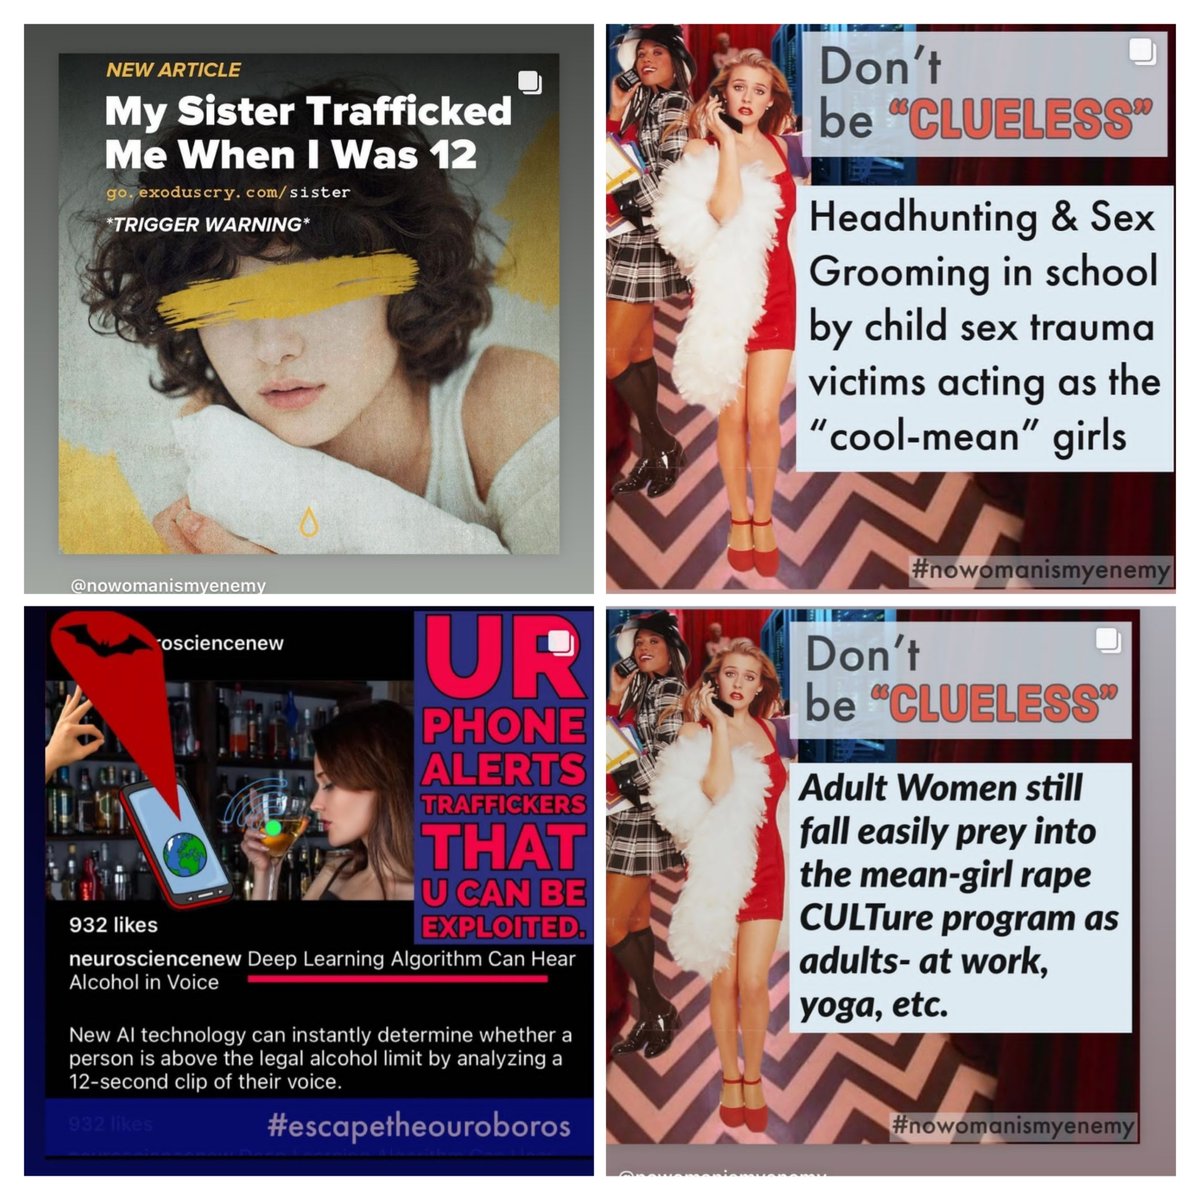 NEW ARTICLE
My Sister Trafficked
Me When I Was 12
go.exoduscry.com/sister
*TRIGGER WARNING*
@nowomanismyenemy
Don't
be "CLUELESS"
Headhunting & Sex
Grooming in school
by child sex trauma
victims acting as the
"cool-mean" girls
#nowomanismyenemy
rosciencenew
UR
PHONE
ALERTS
TRAFFICKERS
THAT
U CAN BE
EXPLOITED.
932 likes
neurosciencenew Deep Learning Algorithm Can Hear
Alcohol in Voice
New AI technology can instantly determine whether a
person is above the legal alcohol limit by analyzing a
12-second clip of their voice.
932 likes
#escapetheouroboros
Don't
be "CLUELESS"
Adult Women still
fall easily prey into
the mean-girl rape
CULTure program as
adults- at work,
yoga, etc.
#nowomanismyenemy
@nowomanismyenemy